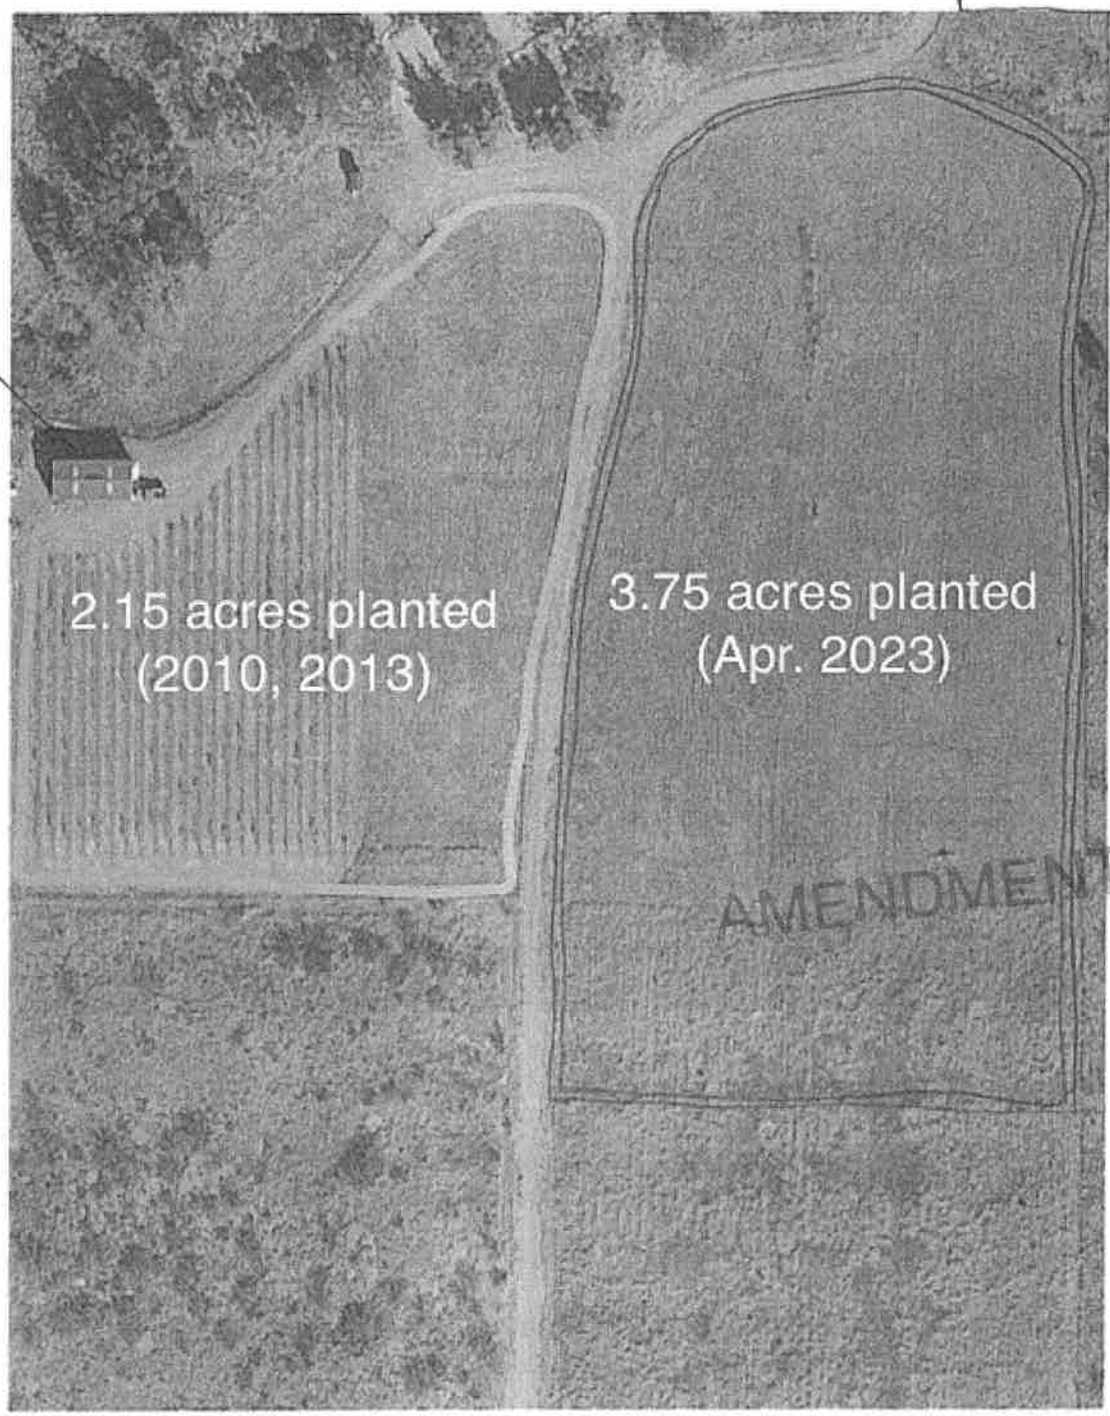 2.15 acres planted
(2010, 2013)
3.75 acres planted
(Apr. 2023)
AMENDMENT